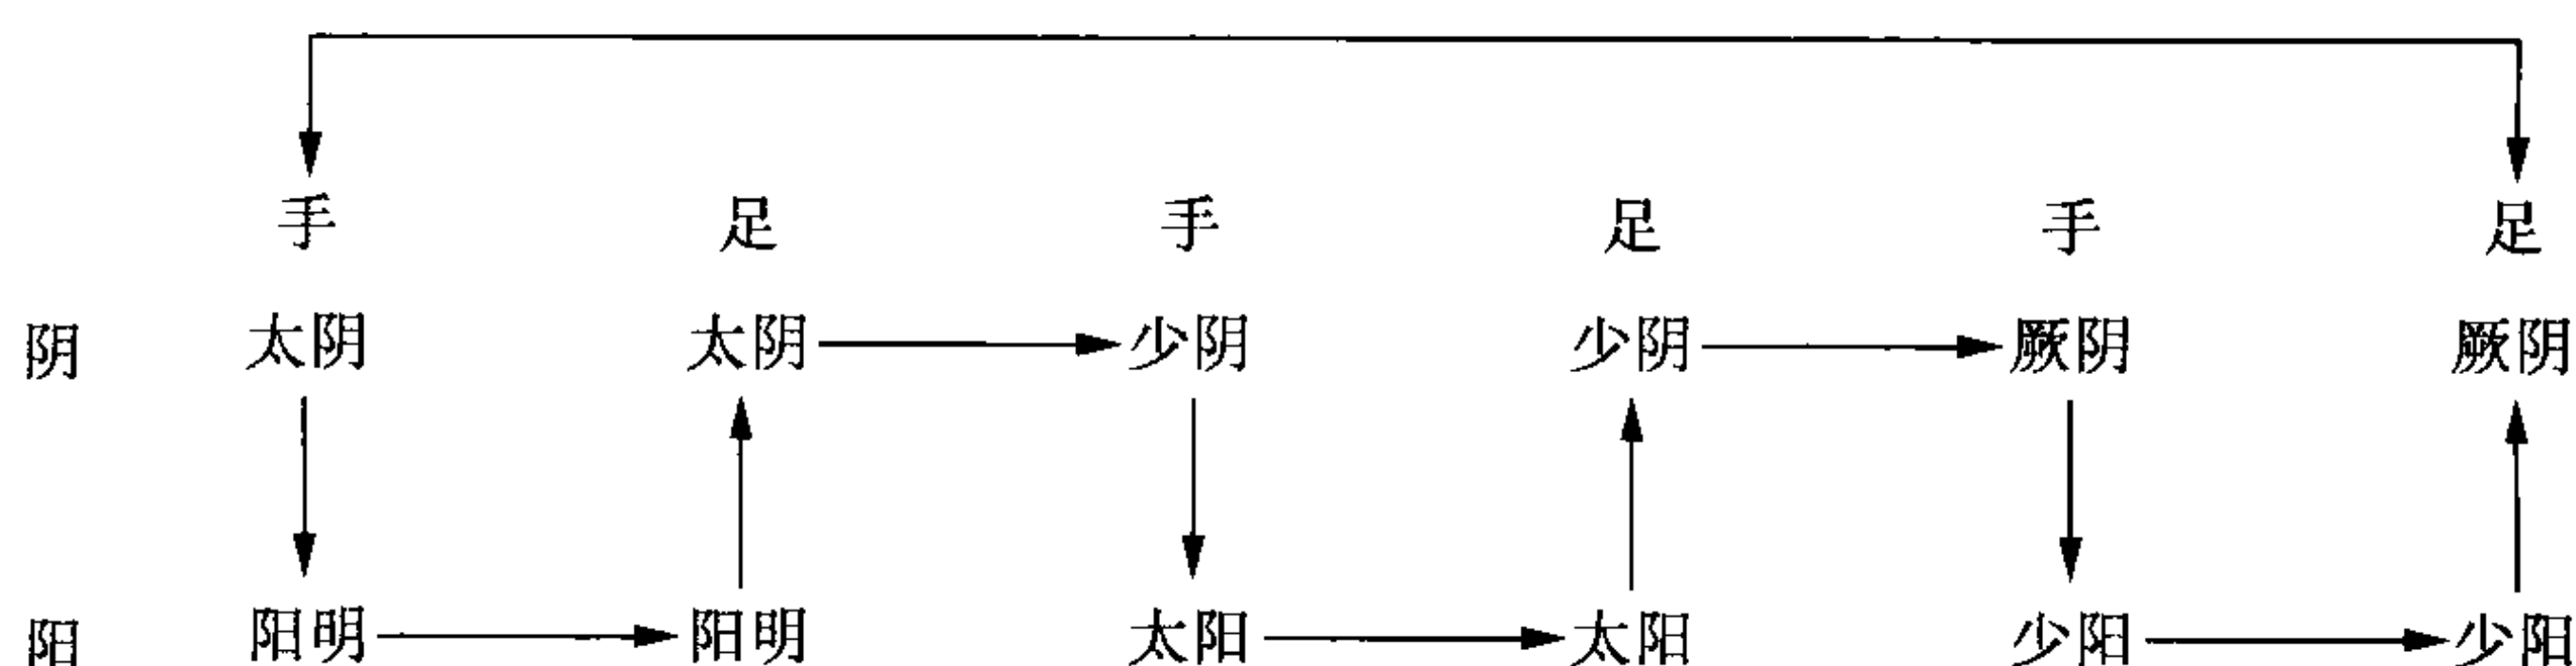 手 足 手 足 手 足
阴 太阴 太阴 少阴 少阴 厥阴 厥阴
阳 阳明 阳明 太阳 太阳 少阳 少阳